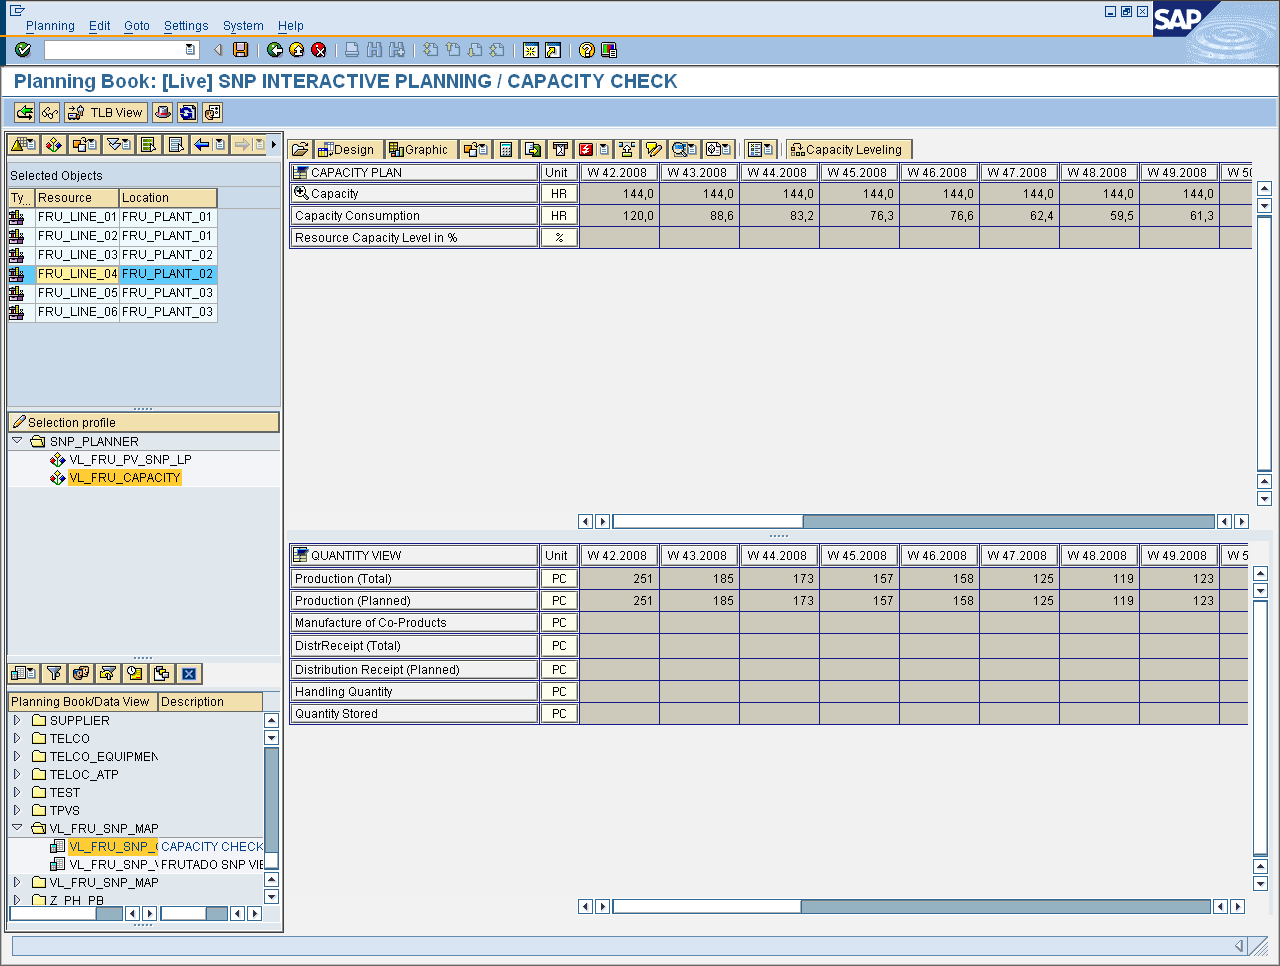 Planning Edit Goto Settings System Help
SAP
Planning Book: [Live] SNP INTERACTIVE PLANNING / CAPACITY CHECK
TLB View
Design Graphic Capacity Leveling
Selected Objects
Ty... Resource Location
FRU_LINE_01 FRU_PLANT_01
FRU_LINE_02 FRU_PLANT_01
FRU_LINE_03 FRU_PLANT_02
FRU_LINE_04 FRU_PLANT_02
FRU_LINE_05 FRU_PLANT_03
FRU_LINE_06 FRU_PLANT_03
Selection profile
SNP_PLANNER
VL_FRU_PV_SNP_LP
VL_FRU_CAPACITY
Planning Book/Data View Description
SUPPLIER
TELCO
TELCO_EQUIPMEN
TELOC_ATP
TEST
TPVS
VL_FRU_SNP_MAP
VL_FRU_SNP_( CAPACITY CHECK
VL_FRU_SNP_\ FRUTADO SNP VIE
VL_FRU_SNP_MAP
Z_PH_PB
CAPACITY PLAN Unit W 42.2008 W 43.2008 W 44.2008 W 45.2008 W 46.2008 W 47.2008 W 48.2008 W 49.2008 W 50
Capacity HR 144,0 144,0 144,0 144,0 144,0 144,0 144,0 144,0
Capacity Consumption HR 120,0 88,6 83,2 76,3 76,6 62,4 59,5 61,3
Resource Capacity Level in % %
QUANTITY VIEW Unit W 42.2008 W 43.2008 W 44.2008 W 45.2008 W 46.2008 W 47.2008 W 48.2008 W 49.2008 W 5
Production (Total) PC 251 185 173 157 158 125 119 123
Production (Planned) PC 251 185 173 157 158 125 119 123
Manufacture of Co-Products PC
DistrReceipt (Total) PC
Distribution Receipt (Planned) PC
Handling Quantity PC
Quantity Stored PC